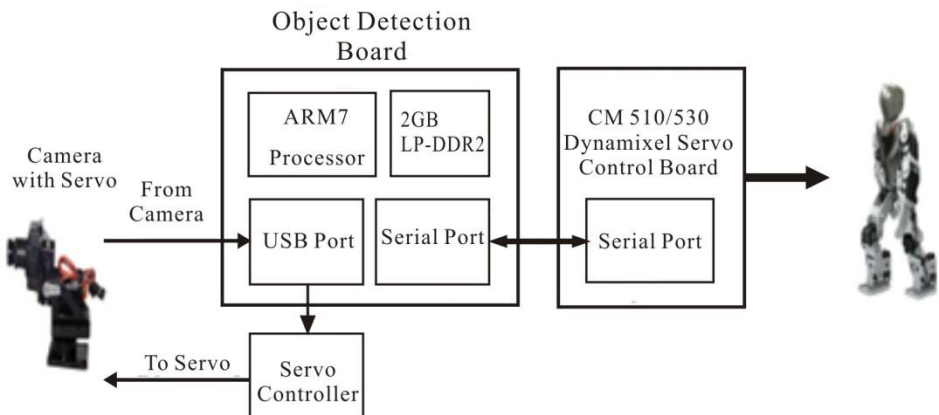 Object Detection
Board
ARM7
Processor
2GB
LP-DDR2
CM 510/530
Dynamixel Servo
Control Board
Camera
with Servo
From
Camera
USB Port
Serial Port
Serial Port
To Servo
Servo
Controller